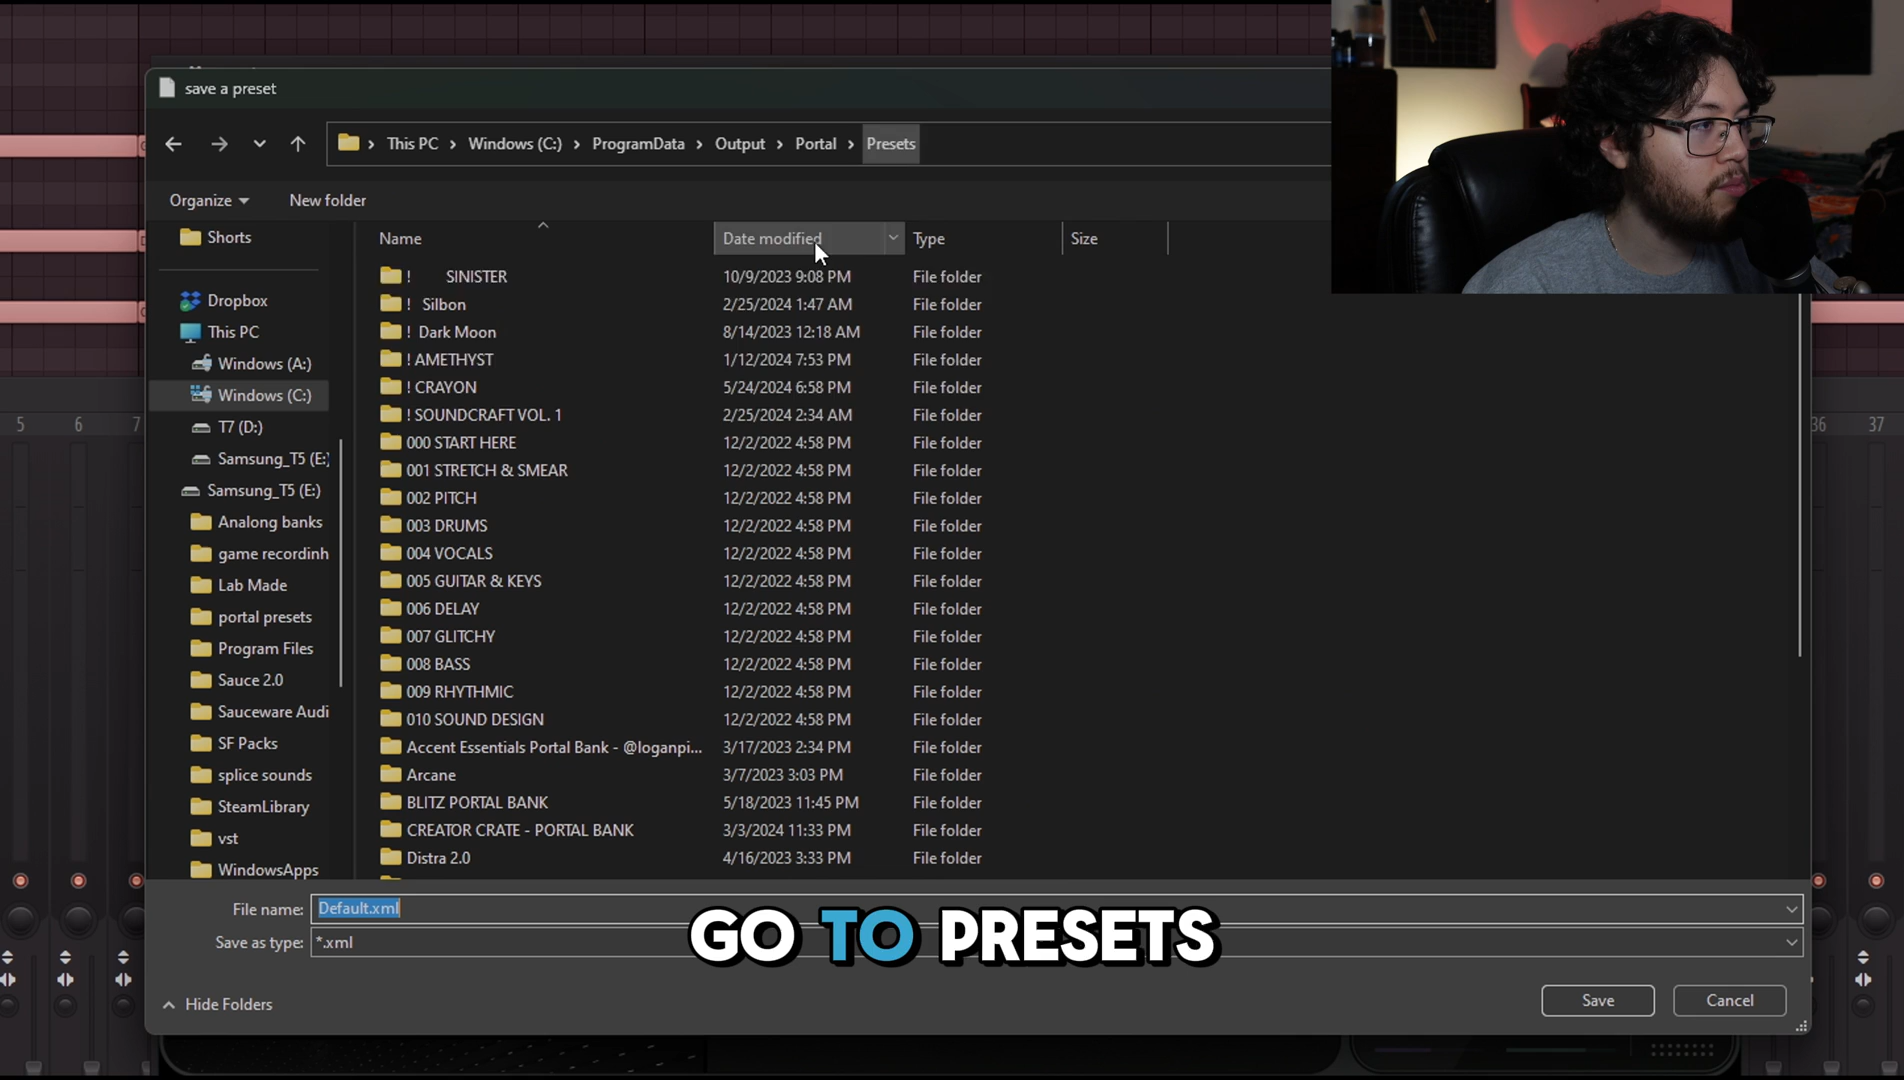 save a preset
This PC > Windows (C:) > ProgramData > Output > Portal > Presets
Organize New folder
Name Date modified Type Size
Shorts
Dropbox
This PC
Windows (A:)
Windows (C:)
T7 (D:)
Samsung_T5 (E:)
Samsung_T5 (E:)
Analong banks
game recordinh
Lab Made
portal presets
Program Files
Sauce 2.0
Sauceware Audi
SF Packs
splice sounds
SteamLibrary
vst
WindowsApps
! SINISTER 10/9/2023 9:08 PM File folder
! Silbon 2/25/2024 1:47 AM File folder
! Dark Moon 8/14/2023 12:18 AM File folder
! AMETHYST 1/12/2024 7:53 PM File folder
! CRAYON 5/24/2024 6:58 PM File folder
! SOUNDCRAFT VOL. 1 2/25/2024 2:34 AM File folder
000 START HERE 12/2/2022 4:58 PM File folder
001 STRETCH & SMEAR 12/2/2022 4:58 PM File folder
002 PITCH 12/2/2022 4:58 PM File folder
003 DRUMS 12/2/2022 4:58 PM File folder
004 VOCALS 12/2/2022 4:58 PM File folder
005 GUITAR & KEYS 12/2/2022 4:58 PM File folder
006 DELAY 12/2/2022 4:58 PM File folder
007 GLITCHY 12/2/2022 4:58 PM File folder
008 BASS 12/2/2022 4:58 PM File folder
009 RHYTHMIC 12/2/2022 4:58 PM File folder
010 SOUND DESIGN 12/2/2022 4:58 PM File folder
Accent Essentials Portal Bank - @loganpi... 3/17/2023 2:34 PM File folder
Arcane 3/7/2023 3:03 PM File folder
BLITZ PORTAL BANK 5/18/2023 11:45 PM File folder
CREATOR CRATE - PORTAL BANK 3/3/2024 11:33 PM File folder
Distra 2.0 4/16/2023 3:33 PM File folder
File name: Default.xml
Save as type: *.xml
GO TO PRESETS
Hide Folders Save Cancel
5 6 7 36 37